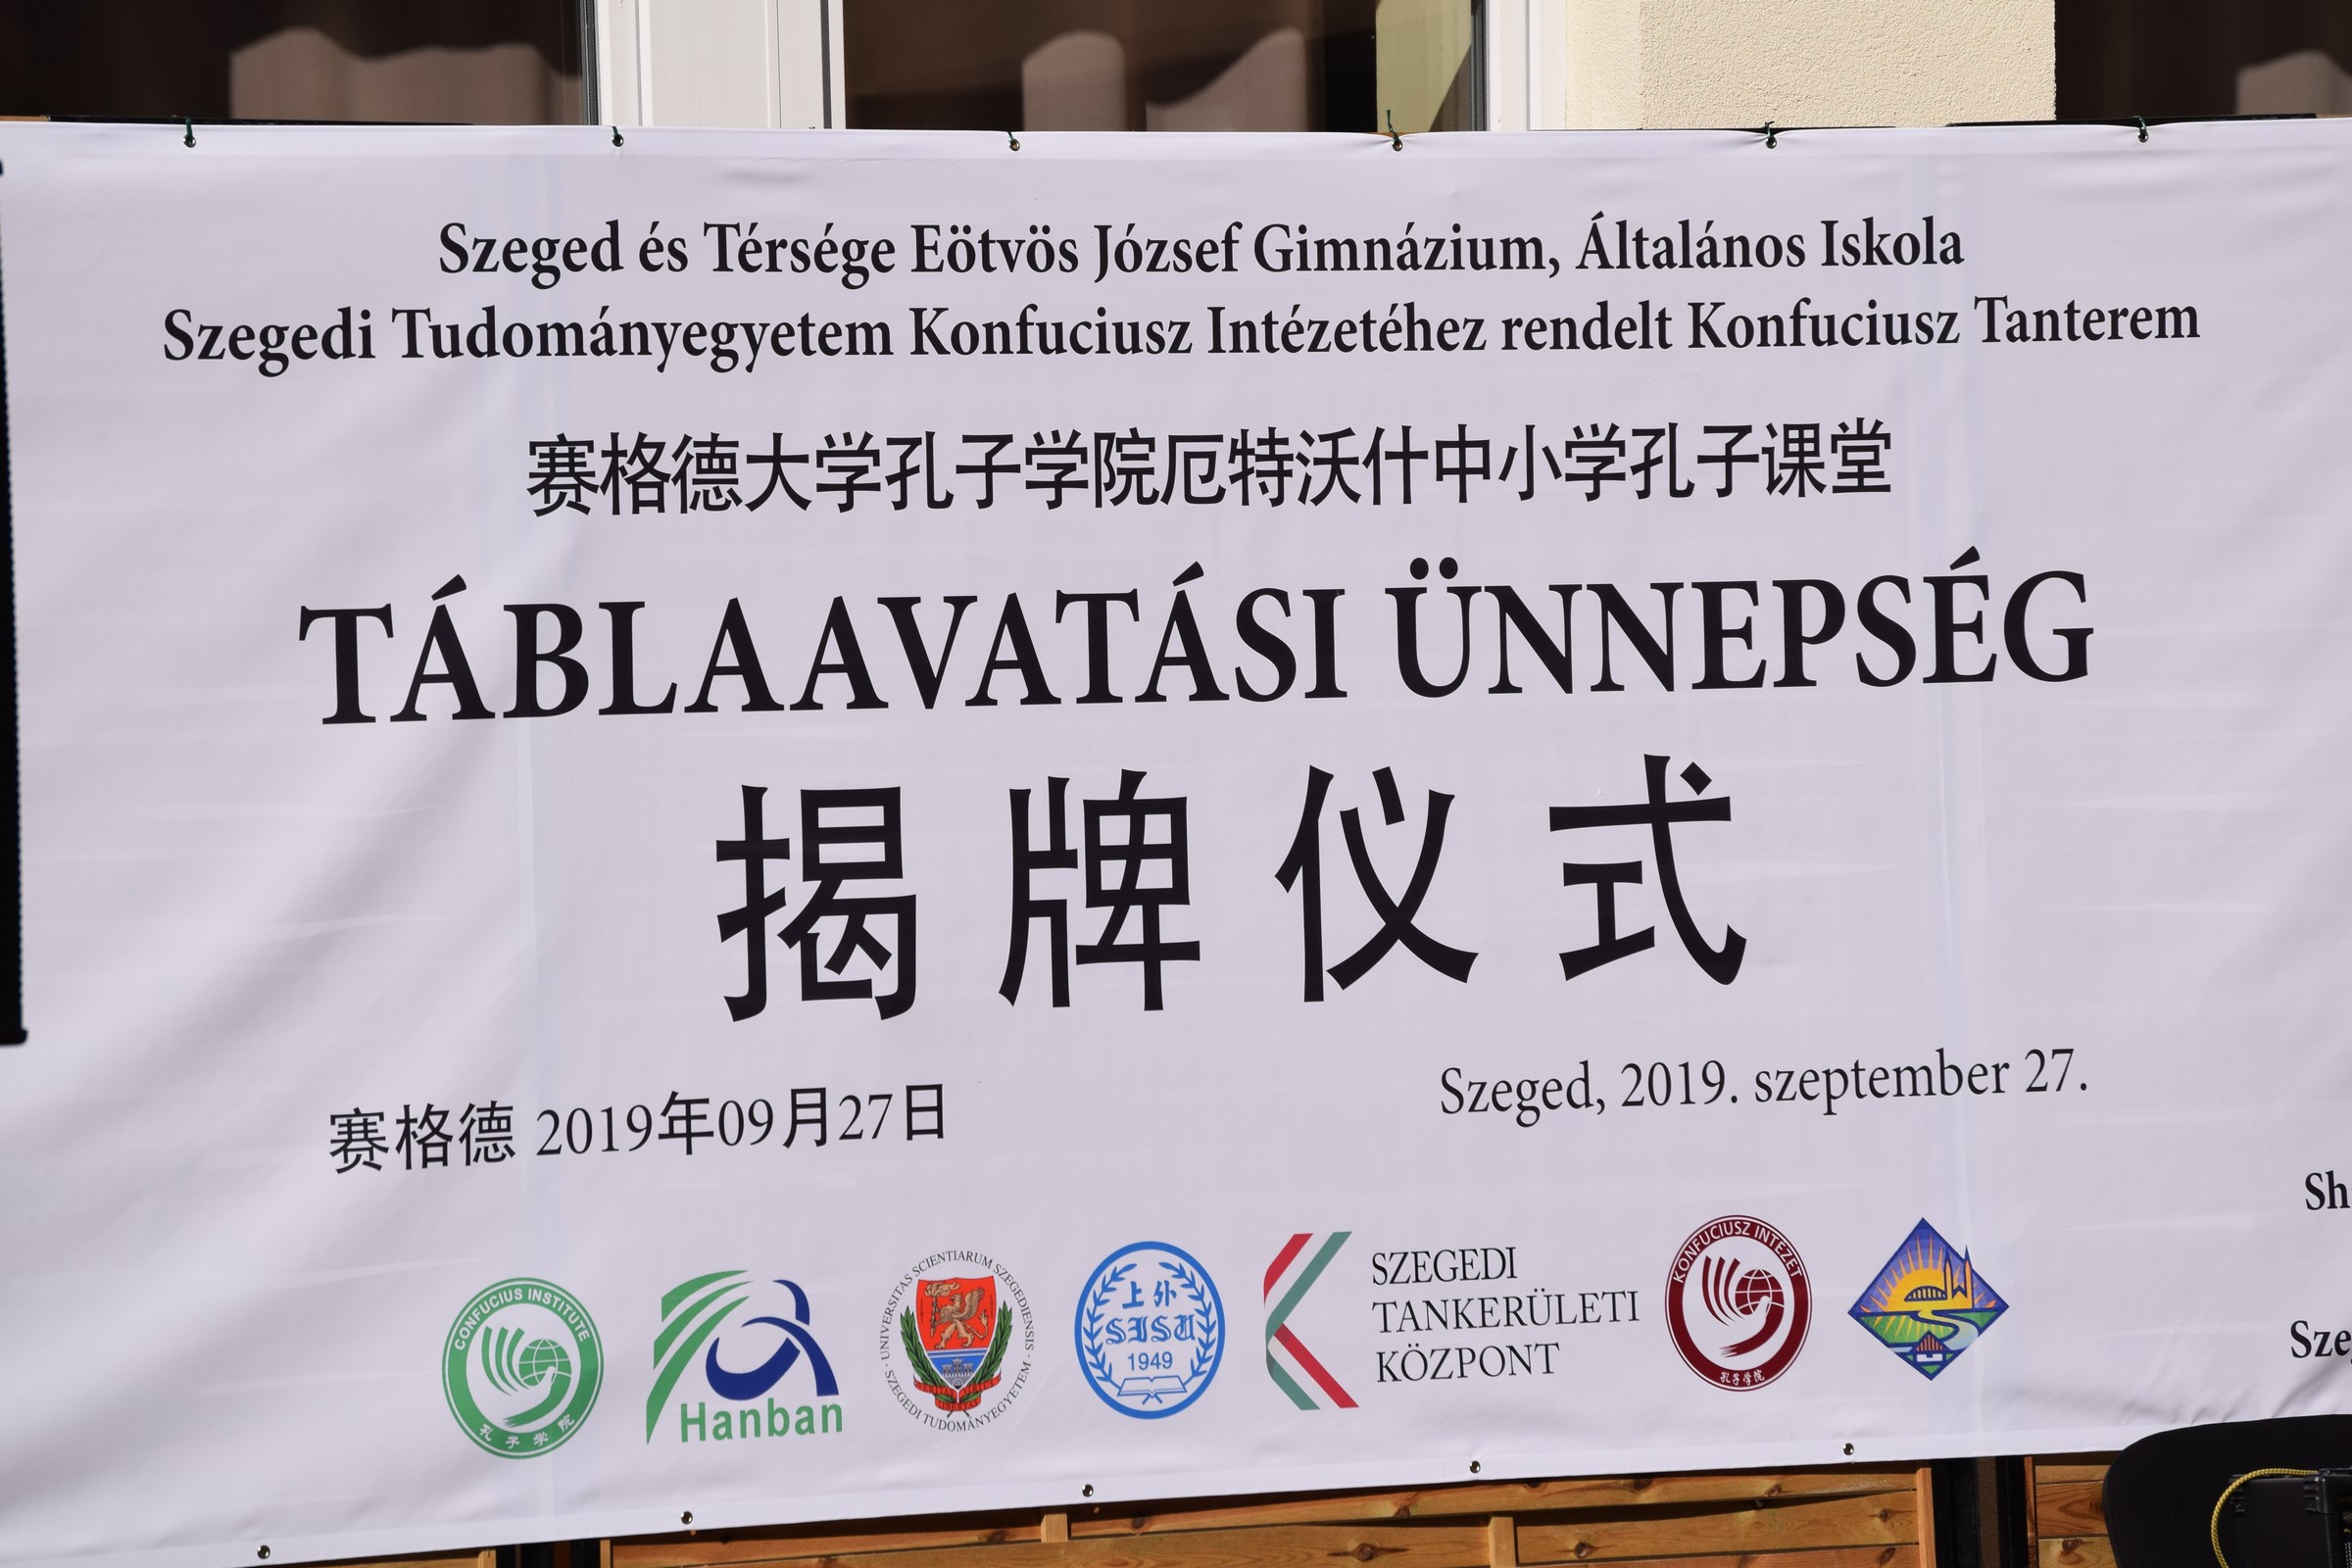 Szeged és Térsége Eötvös József Gimnázium, Általános Iskola
Szegedi Tudományegyetem Konfuciusz Intézetéhez rendelt Konfuciusz Tanterem
赛格德大学孔子学院厄特沃什中小学孔子课堂
TÁBLAAVATÁSI ÜNNEPSÉG
揭牌仪式
赛格德 2019年09月27日
Szeged, 2019. szeptember 27.
Sh
Sze
CONFUCIUS INSTITUTE
孔子学院
Hanban
UNIVERSITAS SCIENTIARUM SZEGEDIENSIS · SZEGEDI TUDOMÁNYEGYETEM ·
上外
SISU
1949
SZEGEDI
TANKERÜLETI
KÖZPONT
KONFUCIUSZ INTÉZET
孔子学院